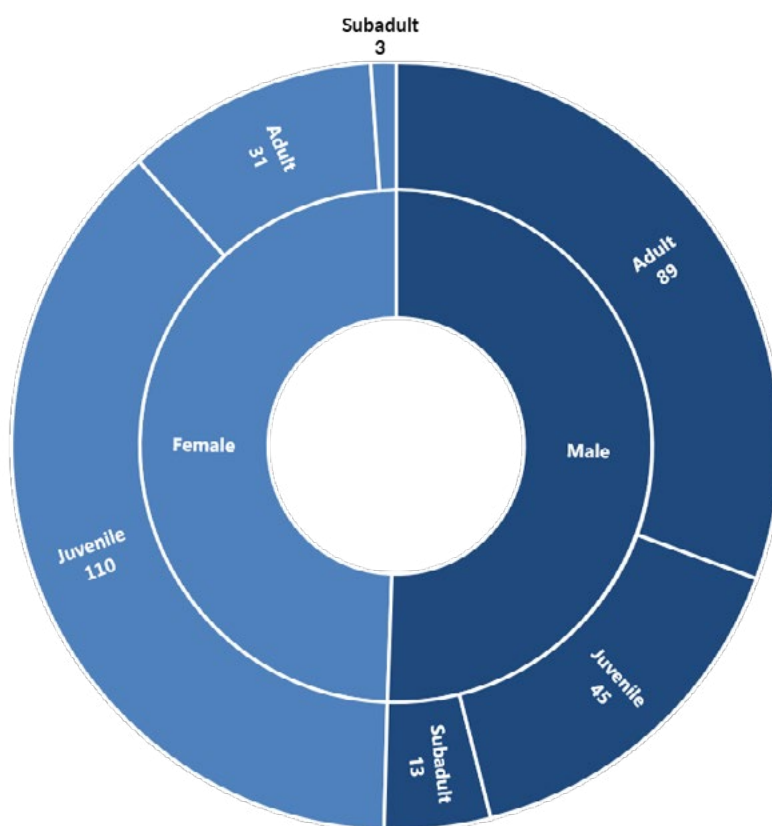 Subadult
3
Adult
31
Adult
89
Female
Male
Juvenile
110
Juvenile
45
Subadult
13